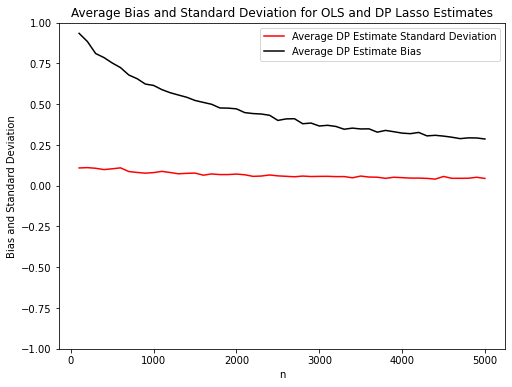 Average Bias and Standard Deviation for OLS and DP Lasso Estimates
Average DP Estimate Standard Deviation
Average DP Estimate Bias
Bias and Standard Deviation
1.00
0.75
0.50
0.25
0.00
−0.25
−0.50
−0.75
−1.00
0 1000 2000 3000 4000 5000
n